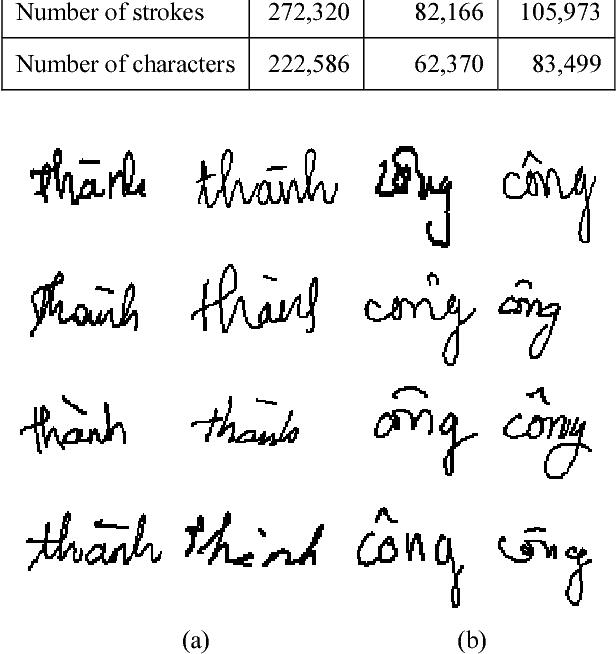 Number of strokes 272,320 82,166 105,973
Number of characters 222,586 62,370 83,499
thành thành công công
thành thành công công
thành thành công công
thành thành công công
(a) (b)